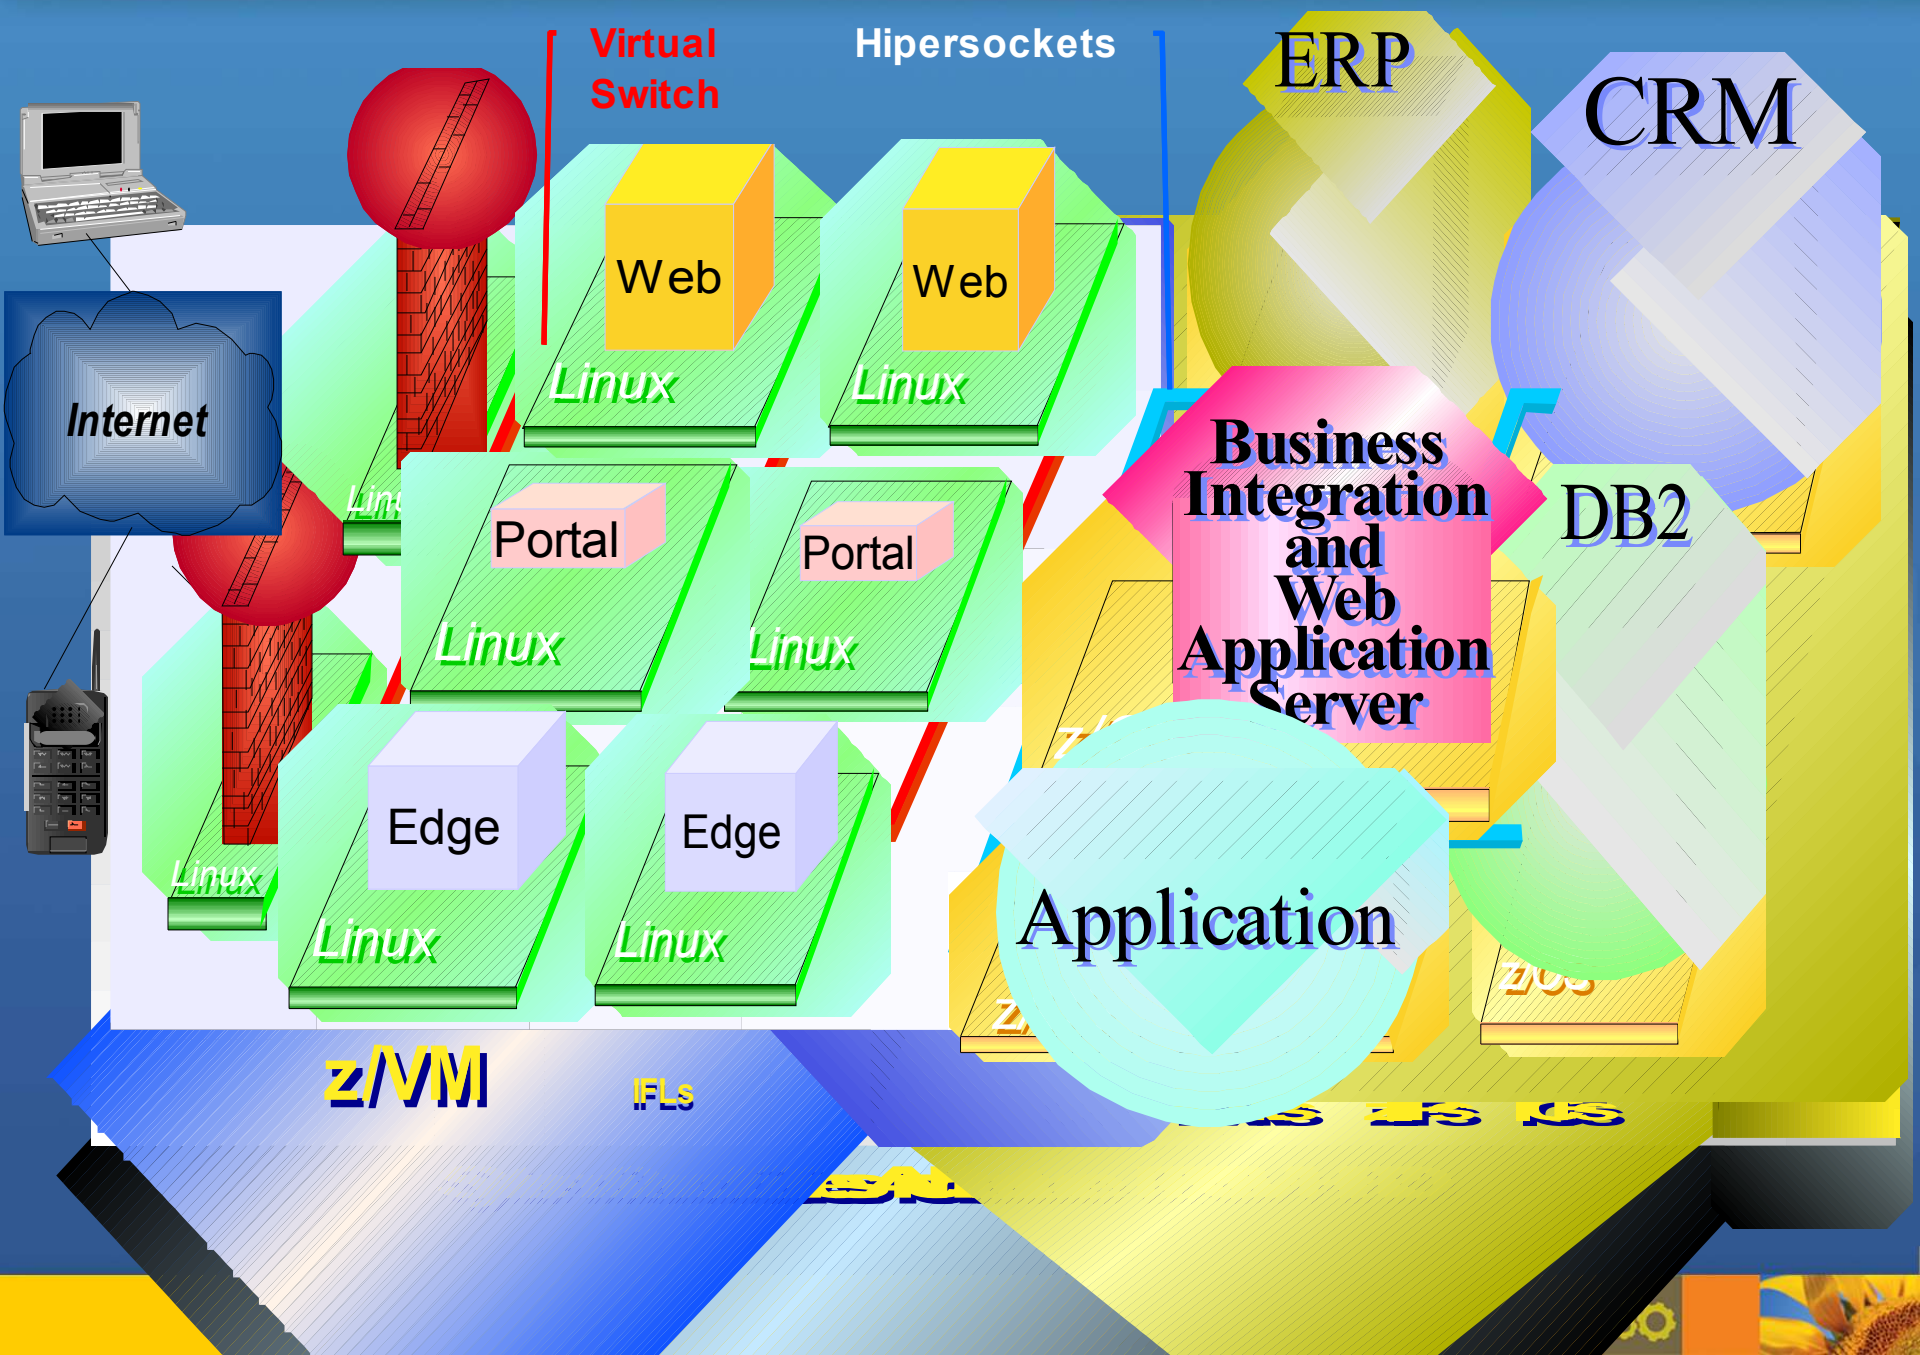 Virtual
Switch
Hipersockets
ERP
CRM
Web
Web
Linux
Linux
Internet
Business
Integration
and
Web
Application
Server
DB2
Portal
Portal
Linux
Linux
Edge
Edge
Linux
Linux
Linux
Application
z/OS
z/VM
IFLs